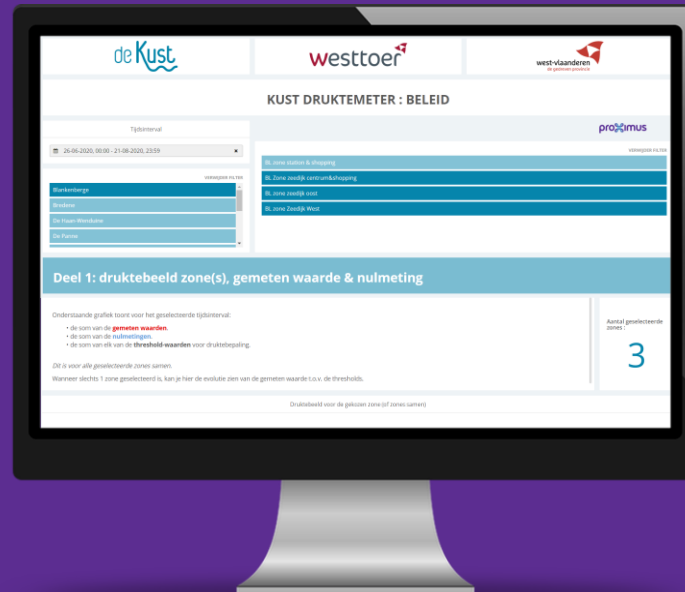 de Kust
westtoer
west-vlaanderen
de gedreven provincie
KUST DRUKTEMETER : BELEID
Tijdsinterval
proximus
26-06-2020, 00:00 - 21-08-2020, 23:59 ×
VERWIJDER FILTER
BL zone station & shopping
BL Zone zeedijk centrum&shopping
BL zone zeedijk oost
BL zone Zeedijk West
VERWIJDER FILTER
Blankenberge
Bredene
De Haan-Wenduine
De Panne
Deel 1: druktebeeld zone(s), gemeten waarde & nulmeting
Onderstaande grafiek toont voor het geselecteerde tijdsinterval:
• de som van de gemeten waarden.
• de som van de nulmetingen.
• de som van elk van de threshold-waarden voor druktebepaling.
Dit is voor alle geselecteerde zones samen.
Wanneer slechts 1 zone geselecteerd is, kan je hier de evolutie zien van de gemeten waarde t.o.v. de thresholds.
Aantal geselecteerde
zones :
3
Druktebeeld voor de gekozen zone (of zones samen)